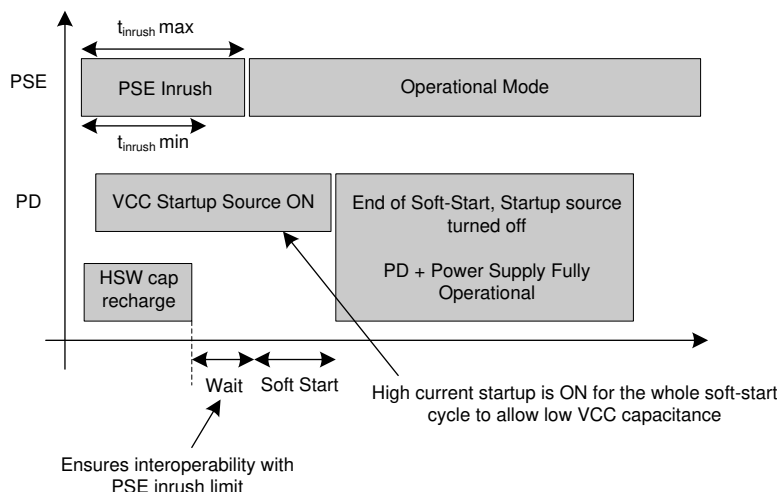 t_inrush max
PSE
PSE Inrush
Operational Mode
t_inrush min
PD
VCC Startup Source ON
End of Soft-Start, Startup source
turned off
PD + Power Supply Fully
Operational
HSW cap
recharge
Wait
Soft Start
High current startup is ON for the whole soft-start
cycle to allow low VCC capacitance
Ensures interoperability with
PSE inrush limit